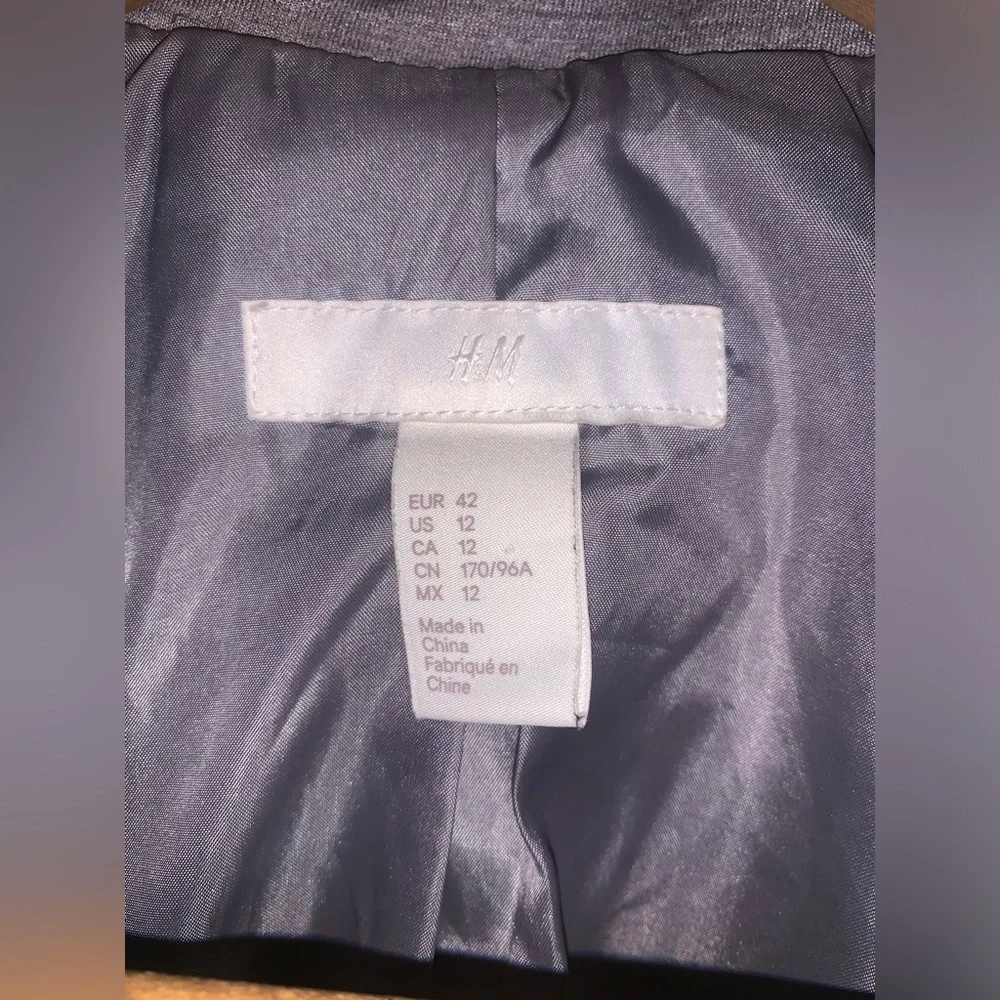 H&M
EUR 42
US 12
CA 12
CN 170/96A
MX 12
Made in
China
Fabriqué en
Chine